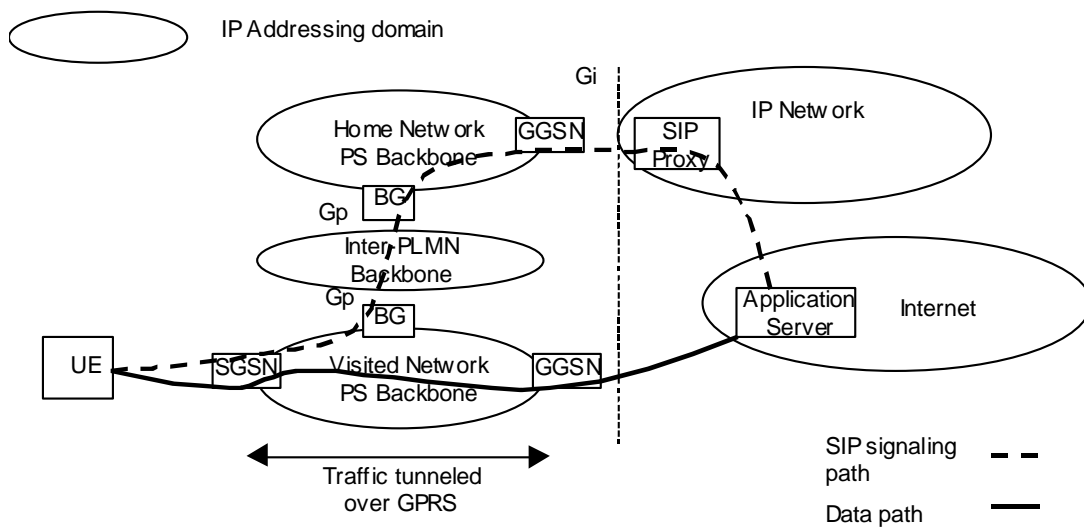 IP Addressing domain
Gi
Home Network
PS Backbone
GGSN
SIP
Proxy
IP Network
BG
Gp
Inter-PLMN
Backbone
Gp
BG
Application
Server
Internet
UE
SGSN
Visited Network
PS Backbone
GGSN
Traffic tunneled
over GPRS
SIP signaling
path
Data path